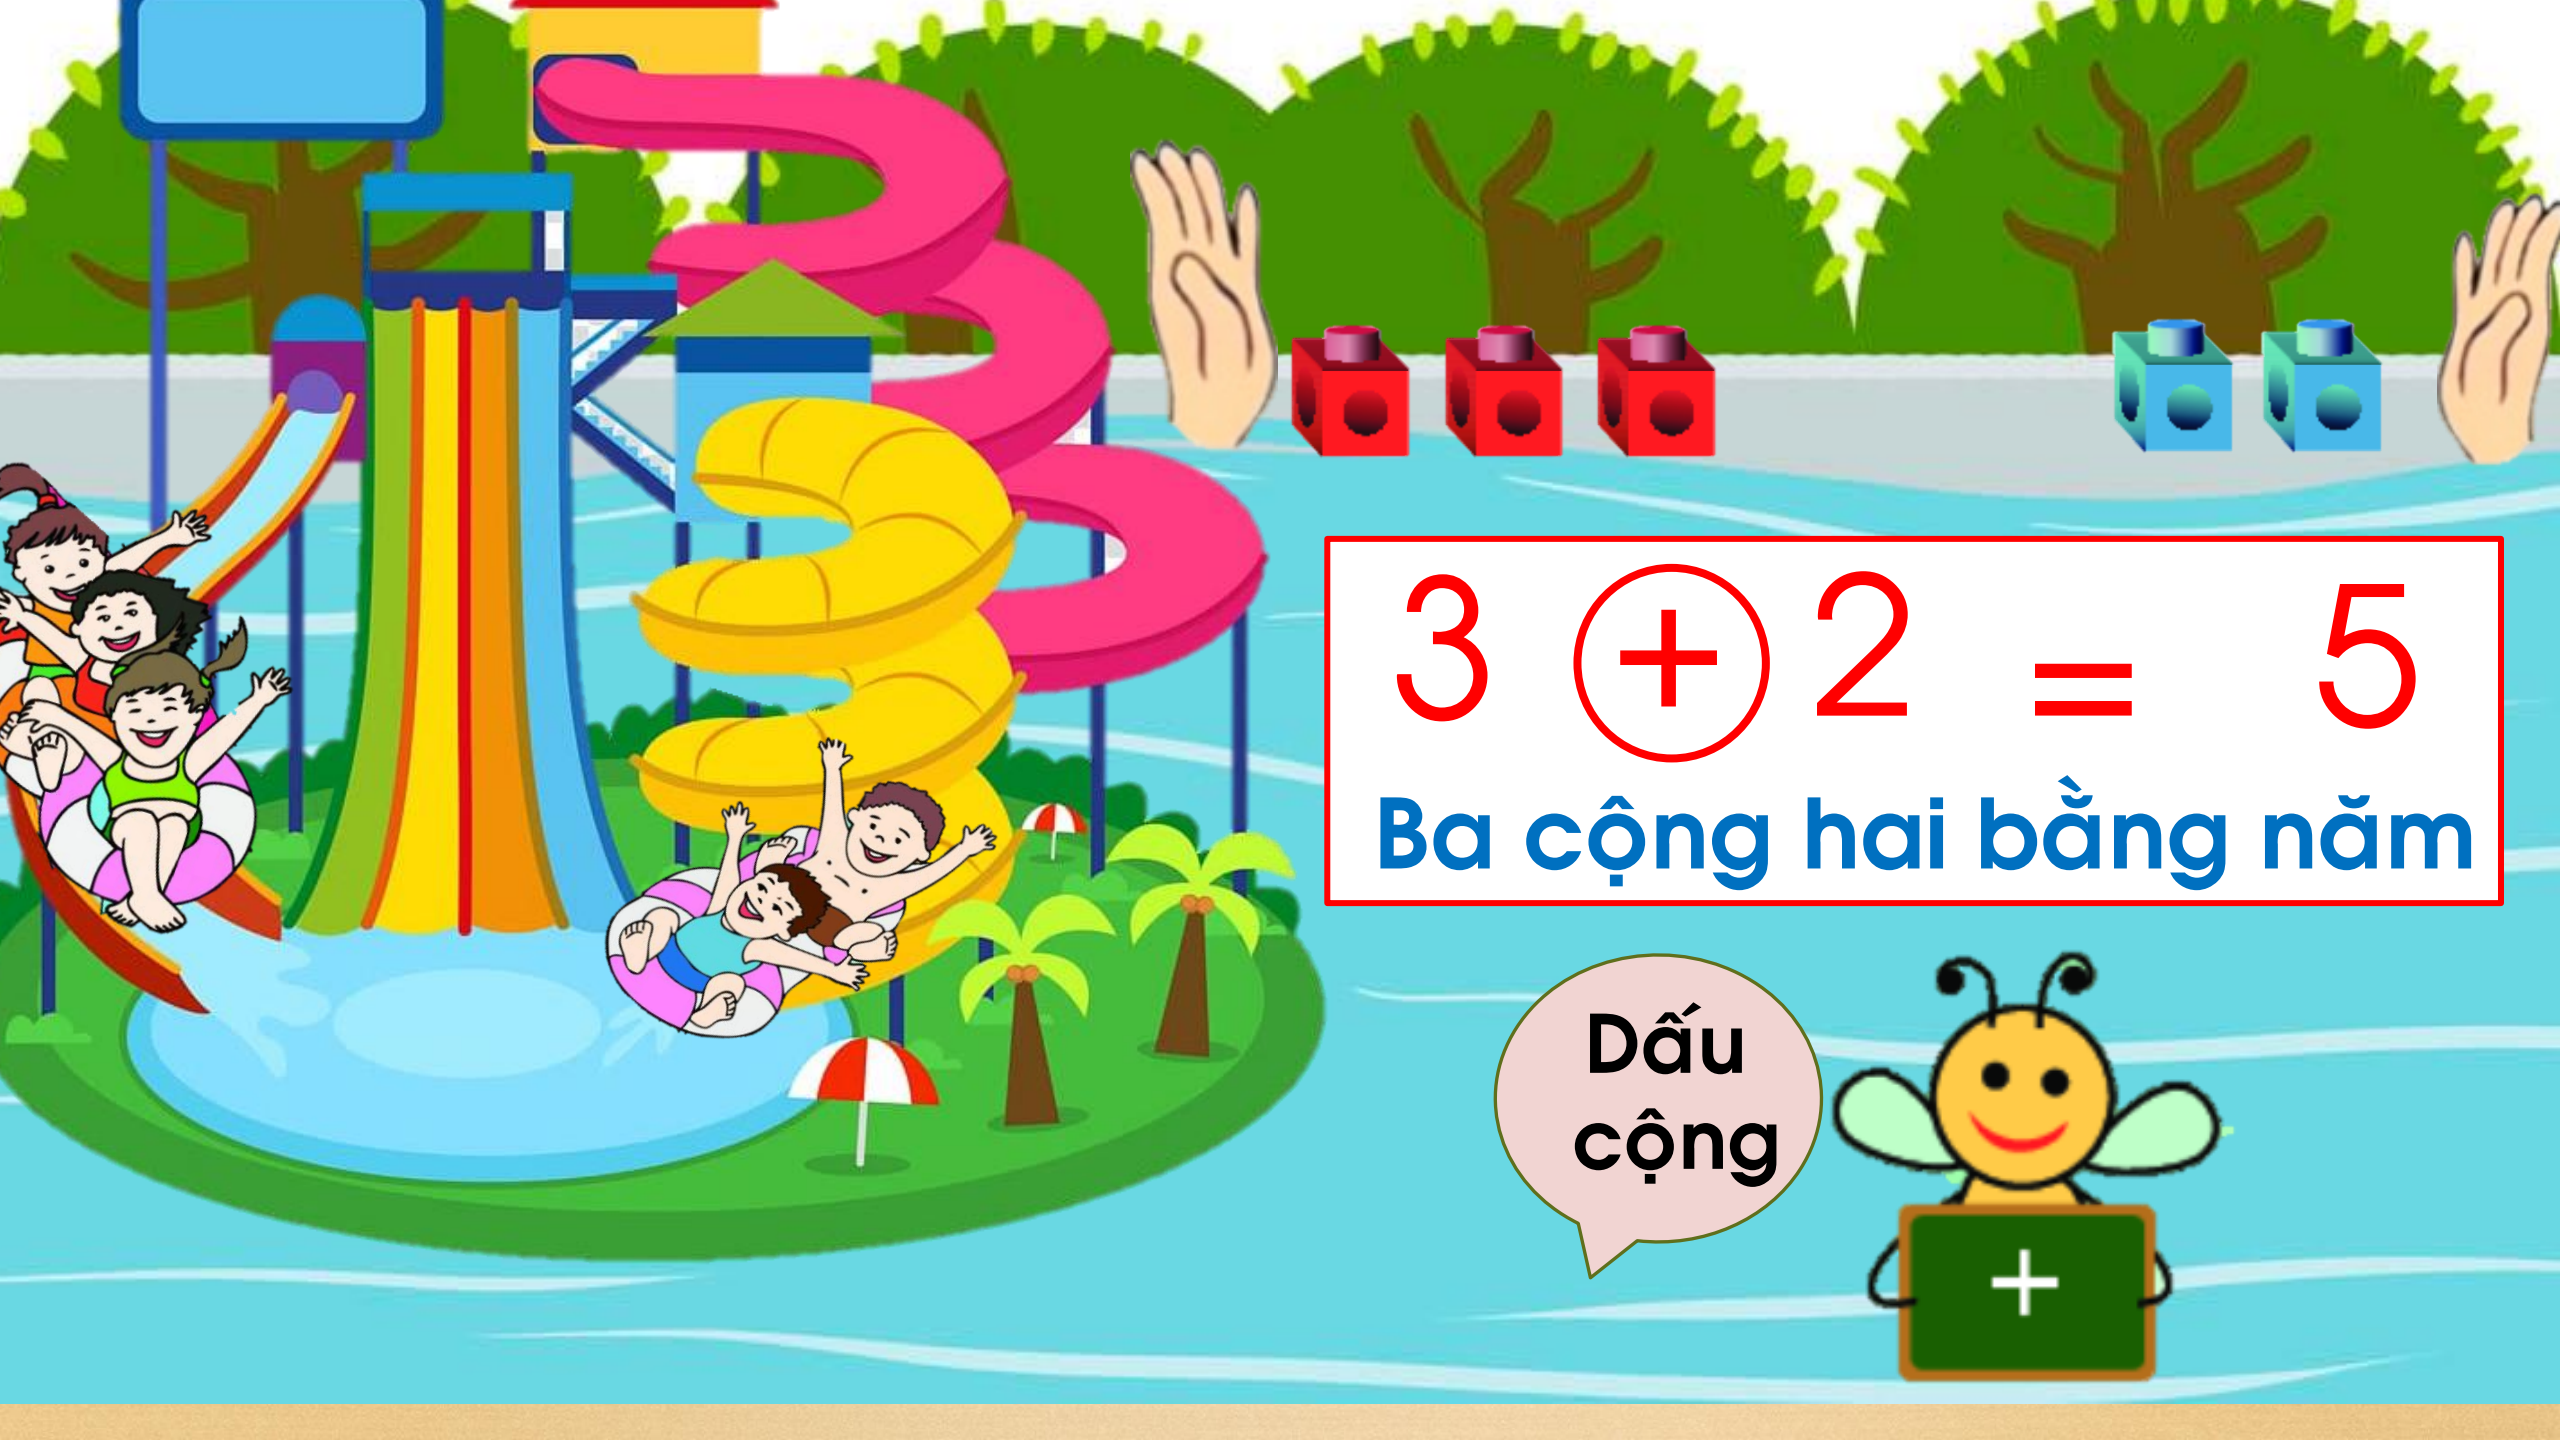 3 + 2 = 5
Ba cộng hai bằng năm
Dấu
cộng
+